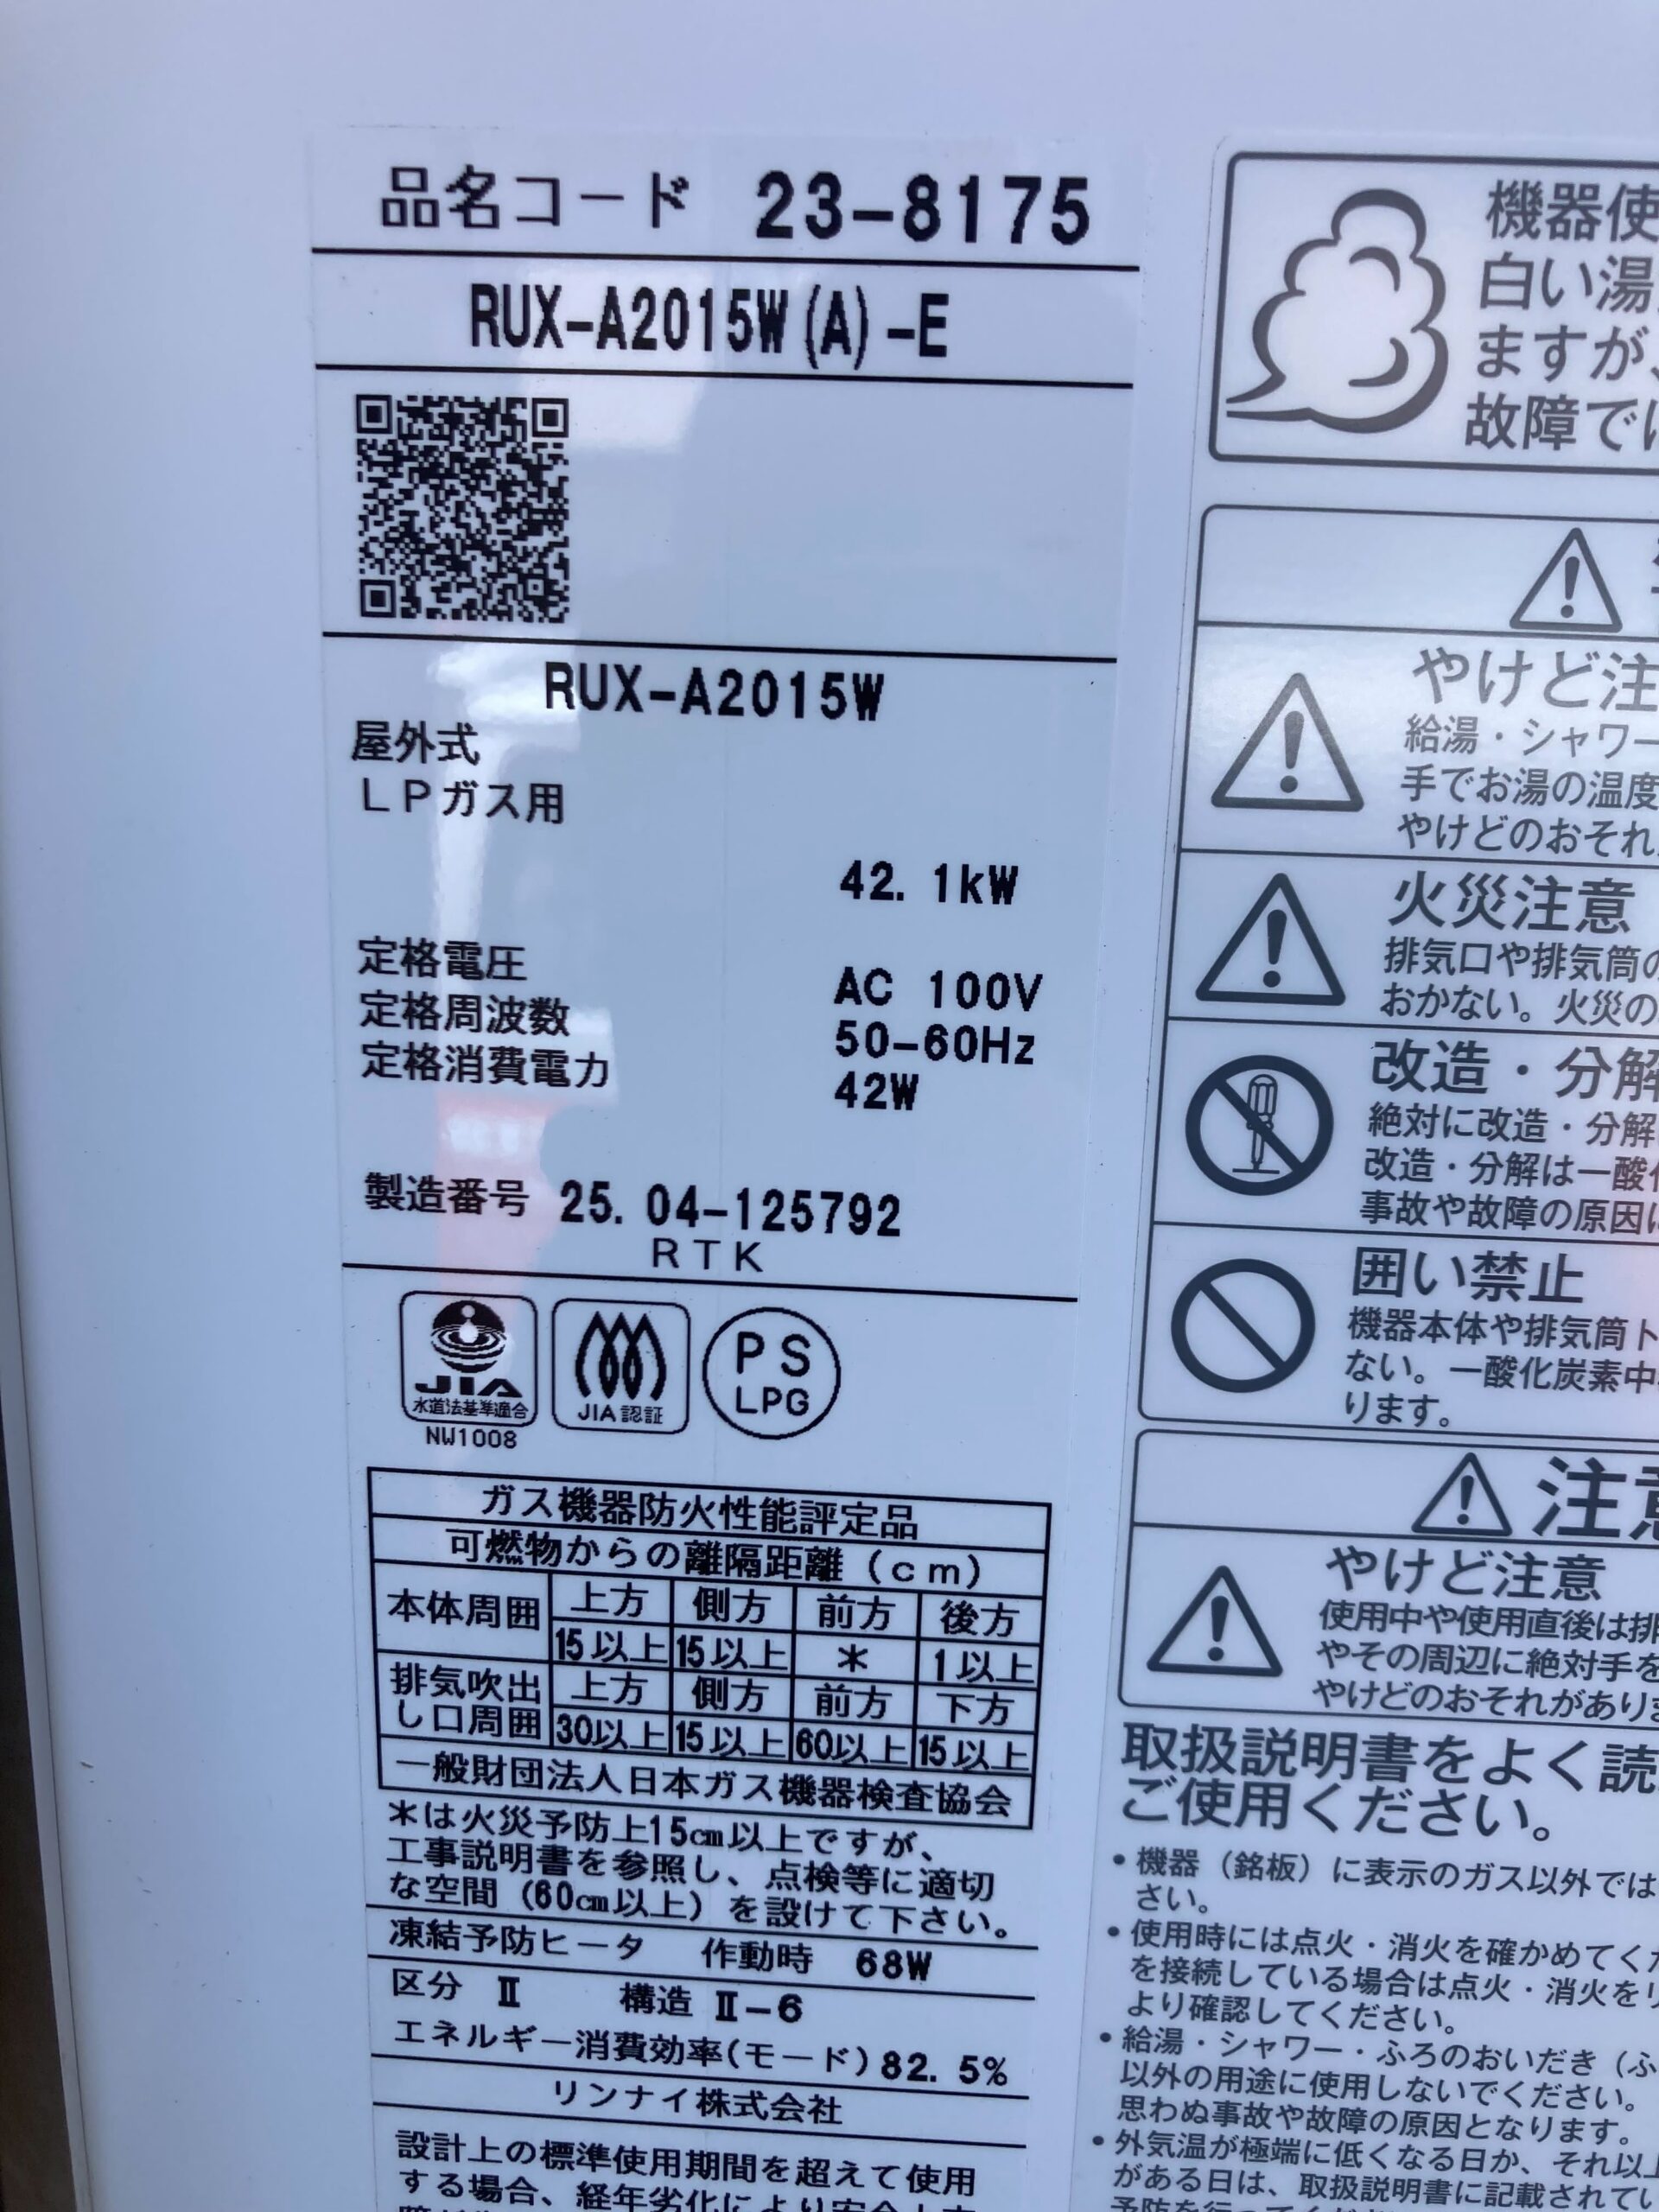 品名コード 23-8175
RUX-A2015W(A)-E
RUX-A2015W
屋外式
LPガス用
42.1kW
定格電圧 AC 100V
定格周波数 50-60Hz
定格消費電力 42W
製造番号 25.04-125792
RTK
JIA
水道法基準適合
NW1008
JIA認証
PS
LPG
ガス機器防火性能評定品
可燃物からの離隔距離(cm)
本体周囲 上方 側方 前方 後方
15以上 15以上 * 1以上
排気吹出し口周囲 上方 側方 前方 下方
30以上 15以上 60以上 15以上
一般財団法人日本ガス機器検査協会
*は火災予防上15cm以上ですが、
工事説明書を参照し、点検等に適切
な空間(60cm以上)を設けて下さい。
凍結予防ヒータ 作動時 68W
区分 Ⅱ 構造 Ⅱ-6
エネルギー消費効率(モード)82.5%
リンナイ株式会社
設計上の標準使用期間を超えて使用
する場合、経年劣化により安全上支
機器使
白い湯
ますが、
故障では
やけど注
給湯・シャワー
手でお湯の温度
やけどのおそれ
火災注意
排気口や排気筒の
おかない。火災の
改造・分解
絶対に改造・分解
改造・分解は一酸化
事故や故障の原因に
囲い禁止
機器本体や排気筒ト
ない。一酸化炭素中
ります。
注意
やけど注意
使用中や使用直後は排
やその周辺に絶対手を
やけどのおそれがありま
取扱説明書をよく読
ご使用ください。
・機器(銘板)に表示のガス以外では
さい。
・使用時には点火・消火を確かめてくだ
を接続している場合は点火・消火をリ
より確認してください。
・給湯・シャワー・ふろのおいだき(ふ
以外の用途に使用しないでください。
思わぬ事故や故障の原因となります。
・外気温が極端に低くなる日か、それ以上
がある日は、取扱説明書に記載されてい